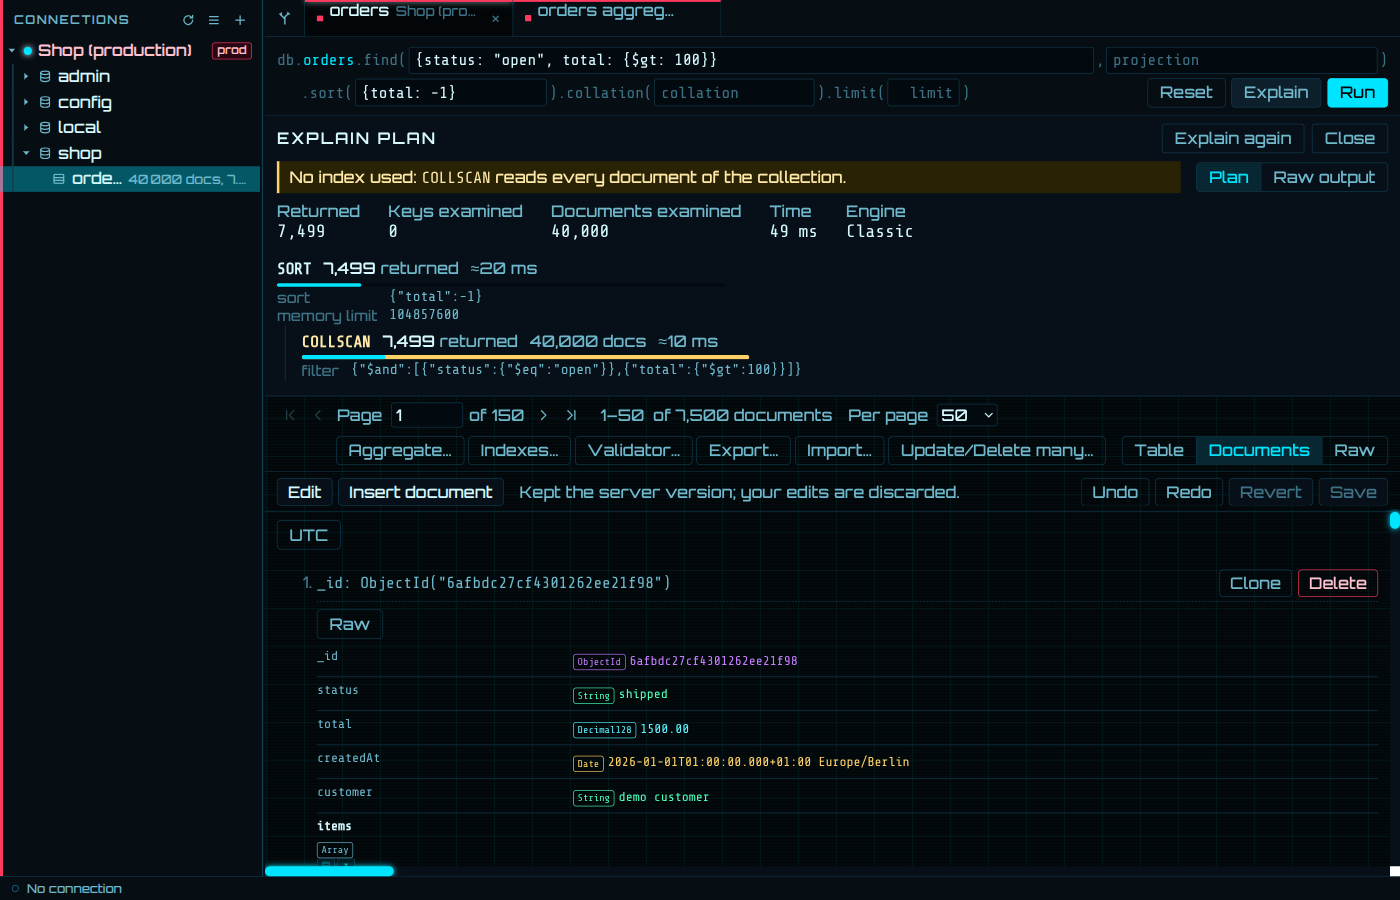 CONNECTIONS
Shop (production) prod
admin
config
local
shop
orde... 40 000 docs, 7....
orders Shop (pro... ×
orders aggreg...
db.orders.find( {status: "open", total: {$gt: 100}} , projection )
.sort( {total: -1} ).collation( collation ).limit( limit )
Reset Explain Run
EXPLAIN PLAN
Explain again Close
No index used: COLLSCAN reads every document of the collection.
Plan Raw output
Returned Keys examined Documents examined Time Engine
7,499 0 40,000 49 ms Classic
SORT 7,499 returned ≈20 ms
sort {"total":-1}
memory limit 104857600
COLLSCAN 7,499 returned 40,000 docs ≈10 ms
filter {"$and":[{"status":{"$eq":"open"}},{"total":{"$gt":100}}]}
Page 1 of 150 1–50 of 7,500 documents Per page 50
Aggregate... Indexes... Validator... Export... Import... Update/Delete many... Table Documents Raw
Edit Insert document Kept the server version; your edits are discarded. Undo Redo Revert Save
UTC
1. _id: ObjectId("6afbdc27cf4301262ee21f98") Clone Delete
Raw
_id ObjectId 6afbdc27cf4301262ee21f98
status String shipped
total Decimal128 1500.00
createdAt Date 2026-01-01T01:00:00.000+01:00 Europe/Berlin
customer String demo customer
items
Array
No connection